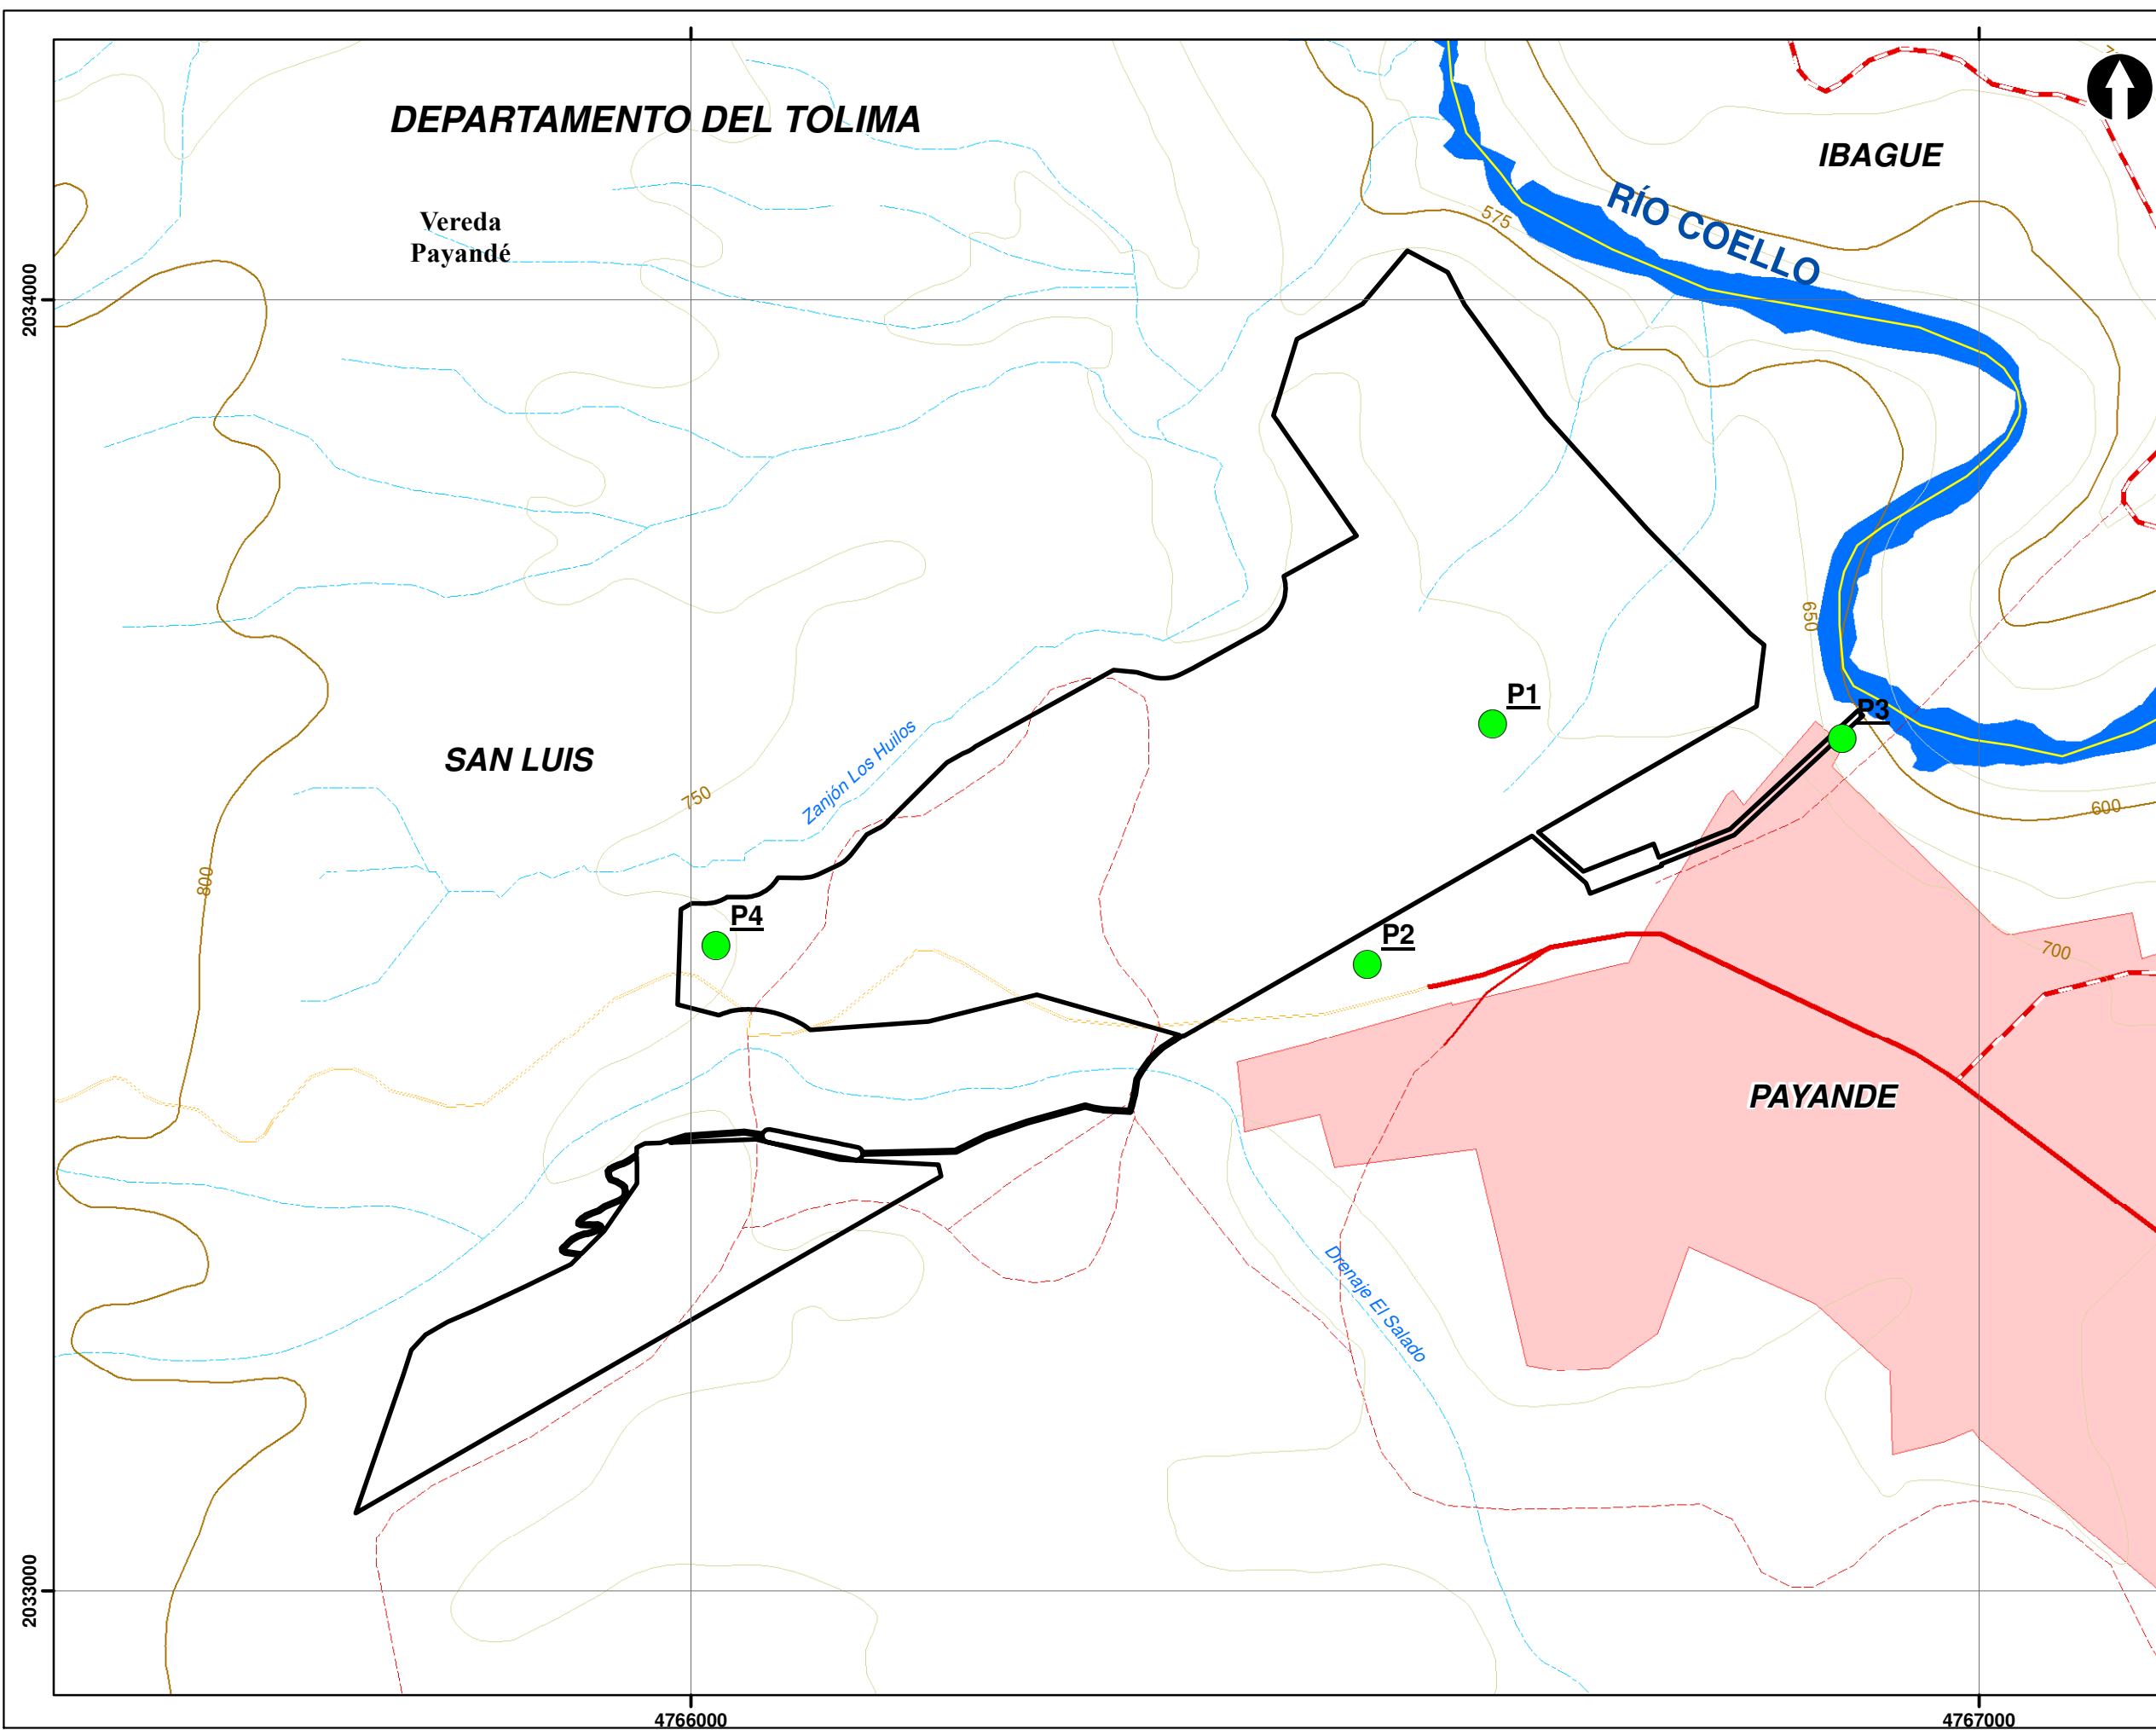 DEPARTAMENTO DEL TOLIMA
IBAGUE
RÍO COELLO
575
Vereda
Payandé
2034000
650
P1
P3
SAN LUIS
Zanjón Los Huilos
750
600
800
P4
P2
700
PAYANDE
Drenaje El Salado
2033000
4766000
4767000